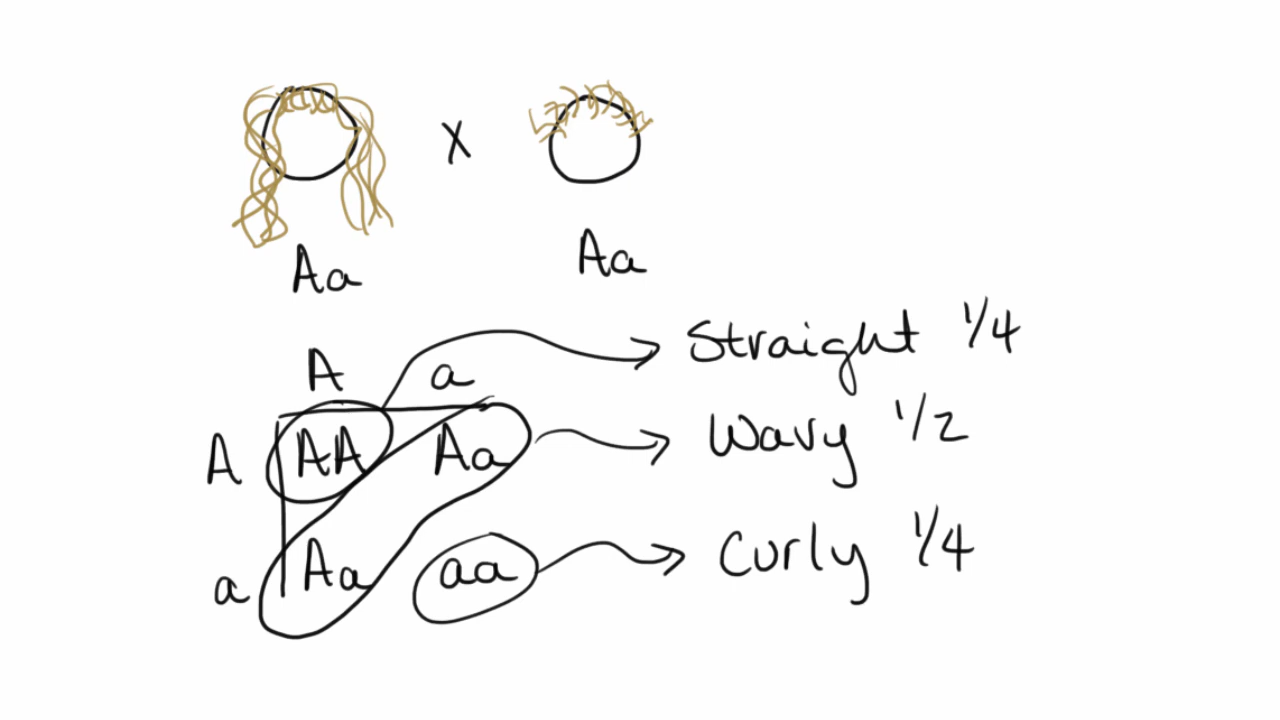 X
Aa Aa
A a
Straight 1/4
A AA Aa
Wavy 1/2
a Aa aa
Curly 1/4